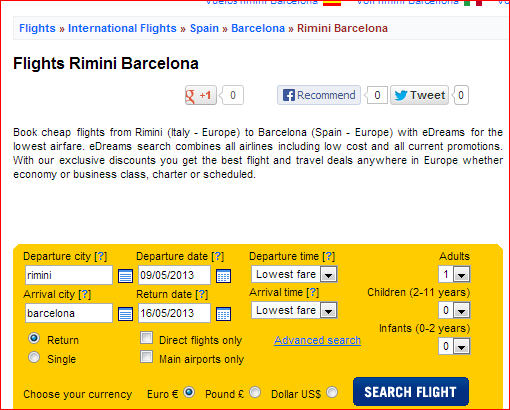 Vuelos Rimini Barcelona Voli Rimini Barcelona Vo
Flights » International Flights » Spain » Barcelona » Rimini Barcelona
Flights Rimini Barcelona
g +1 0 Recommend 0 Tweet 0
Book cheap flights from Rimini (Italy - Europe) to Barcelona (Spain - Europe) with eDreams for the
lowest airfare. eDreams search combines all airlines including low cost and all current promotions.
With our exclusive discounts you get the best flight and travel deals anywhere in Europe whether
economy or business class, charter or scheduled.
Departure city [?] Departure date [?] Departure time [?] Adults
rimini 09/05/2013 Lowest fare 1
Arrival city [?] Return date [?] Arrival time [?] Children (2-11 years)
barcelona 16/05/2013 Lowest fare 0
Infants (0-2 years)
Return Direct flights only Advanced search 0
Single Main airports only
Choose your currency Euro € Pound £ Dollar US$ SEARCH FLIGHT